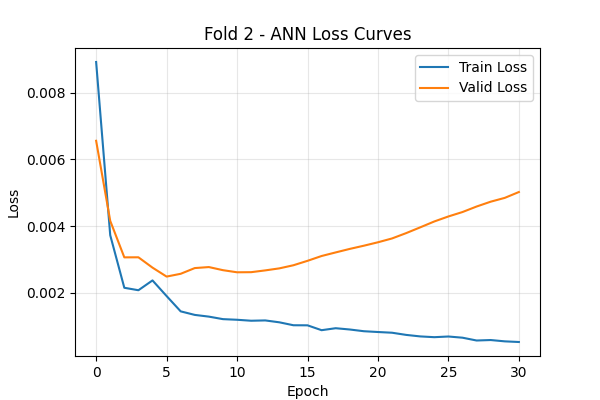 Fold 2 - ANN Loss Curves
Train Loss
Valid Loss
0.008
0.006
0.004
0.002
Loss
0 5 10 15 20 25 30
Epoch